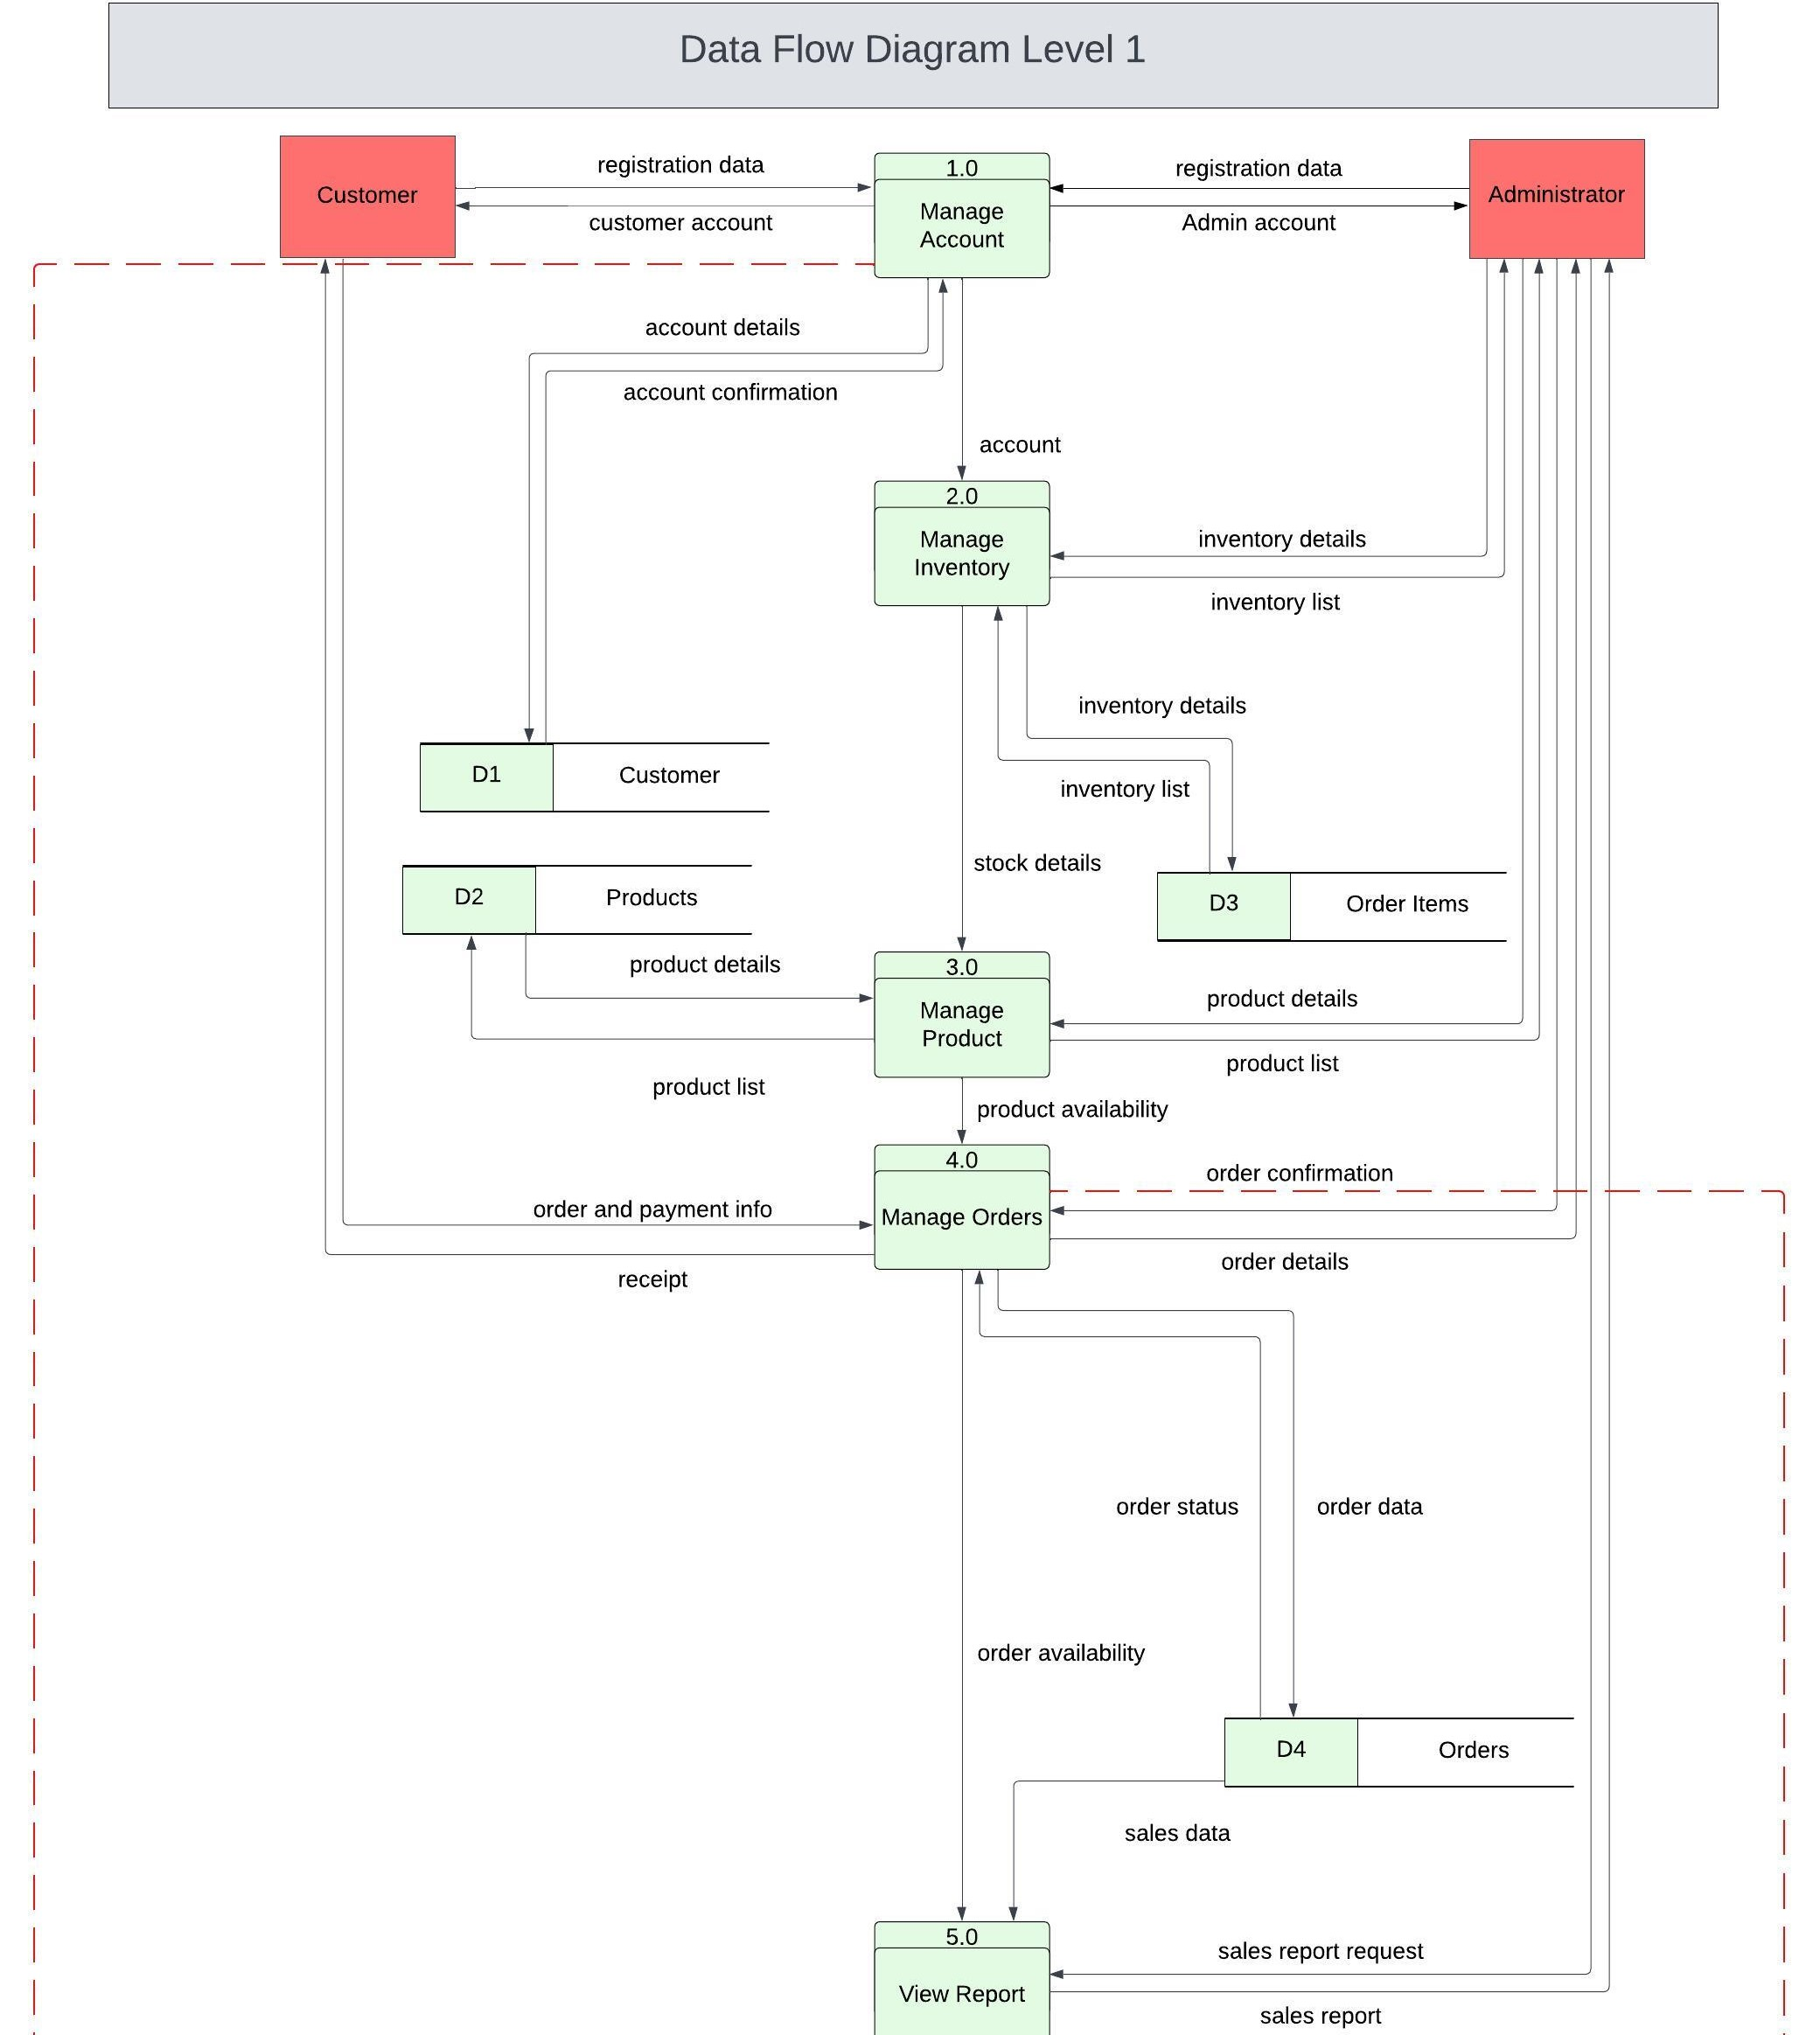 Data Flow Diagram Level 1
Customer
registration data
customer account
1.0
Manage
Account
registration data
Admin account
Administrator
account details
account confirmation
account
2.0
Manage
Inventory
inventory details
inventory list
inventory details
inventory list
D1
Customer
stock details
D2
Products
D3
Order Items
product details
3.0
Manage
Product
product details
product list
product list
product availability
4.0
Manage Orders
order confirmation
order and payment info
order details
receipt
order status
order data
order availability
D4
Orders
sales data
5.0
View Report
sales report request
sales report